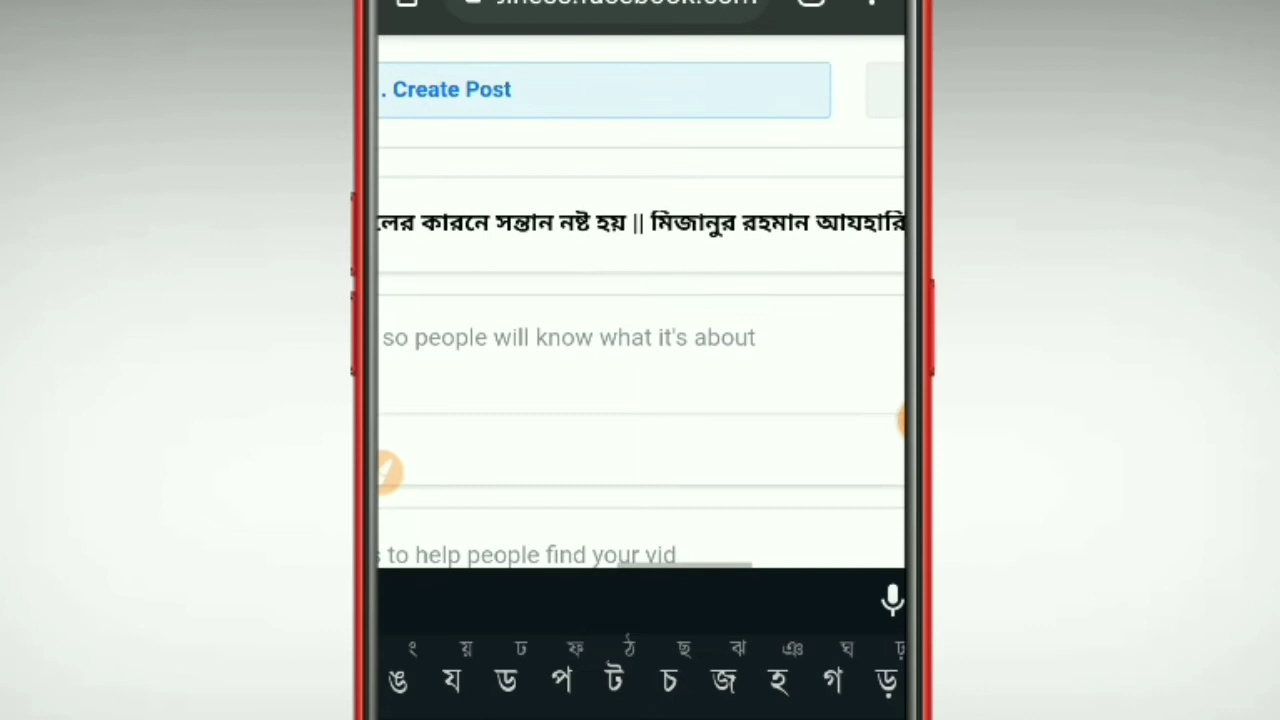 . Create Post
লের কারনে সন্তান নষ্ট হয় || মিজানুর রহমান আযহারি
so people will know what it's about
to help people find your vid
ং য় ঢ ফ ঠ ছ ঝ ঞ ঘ ঢ়
ঙ য ড প ট চ জ হ গ ড়